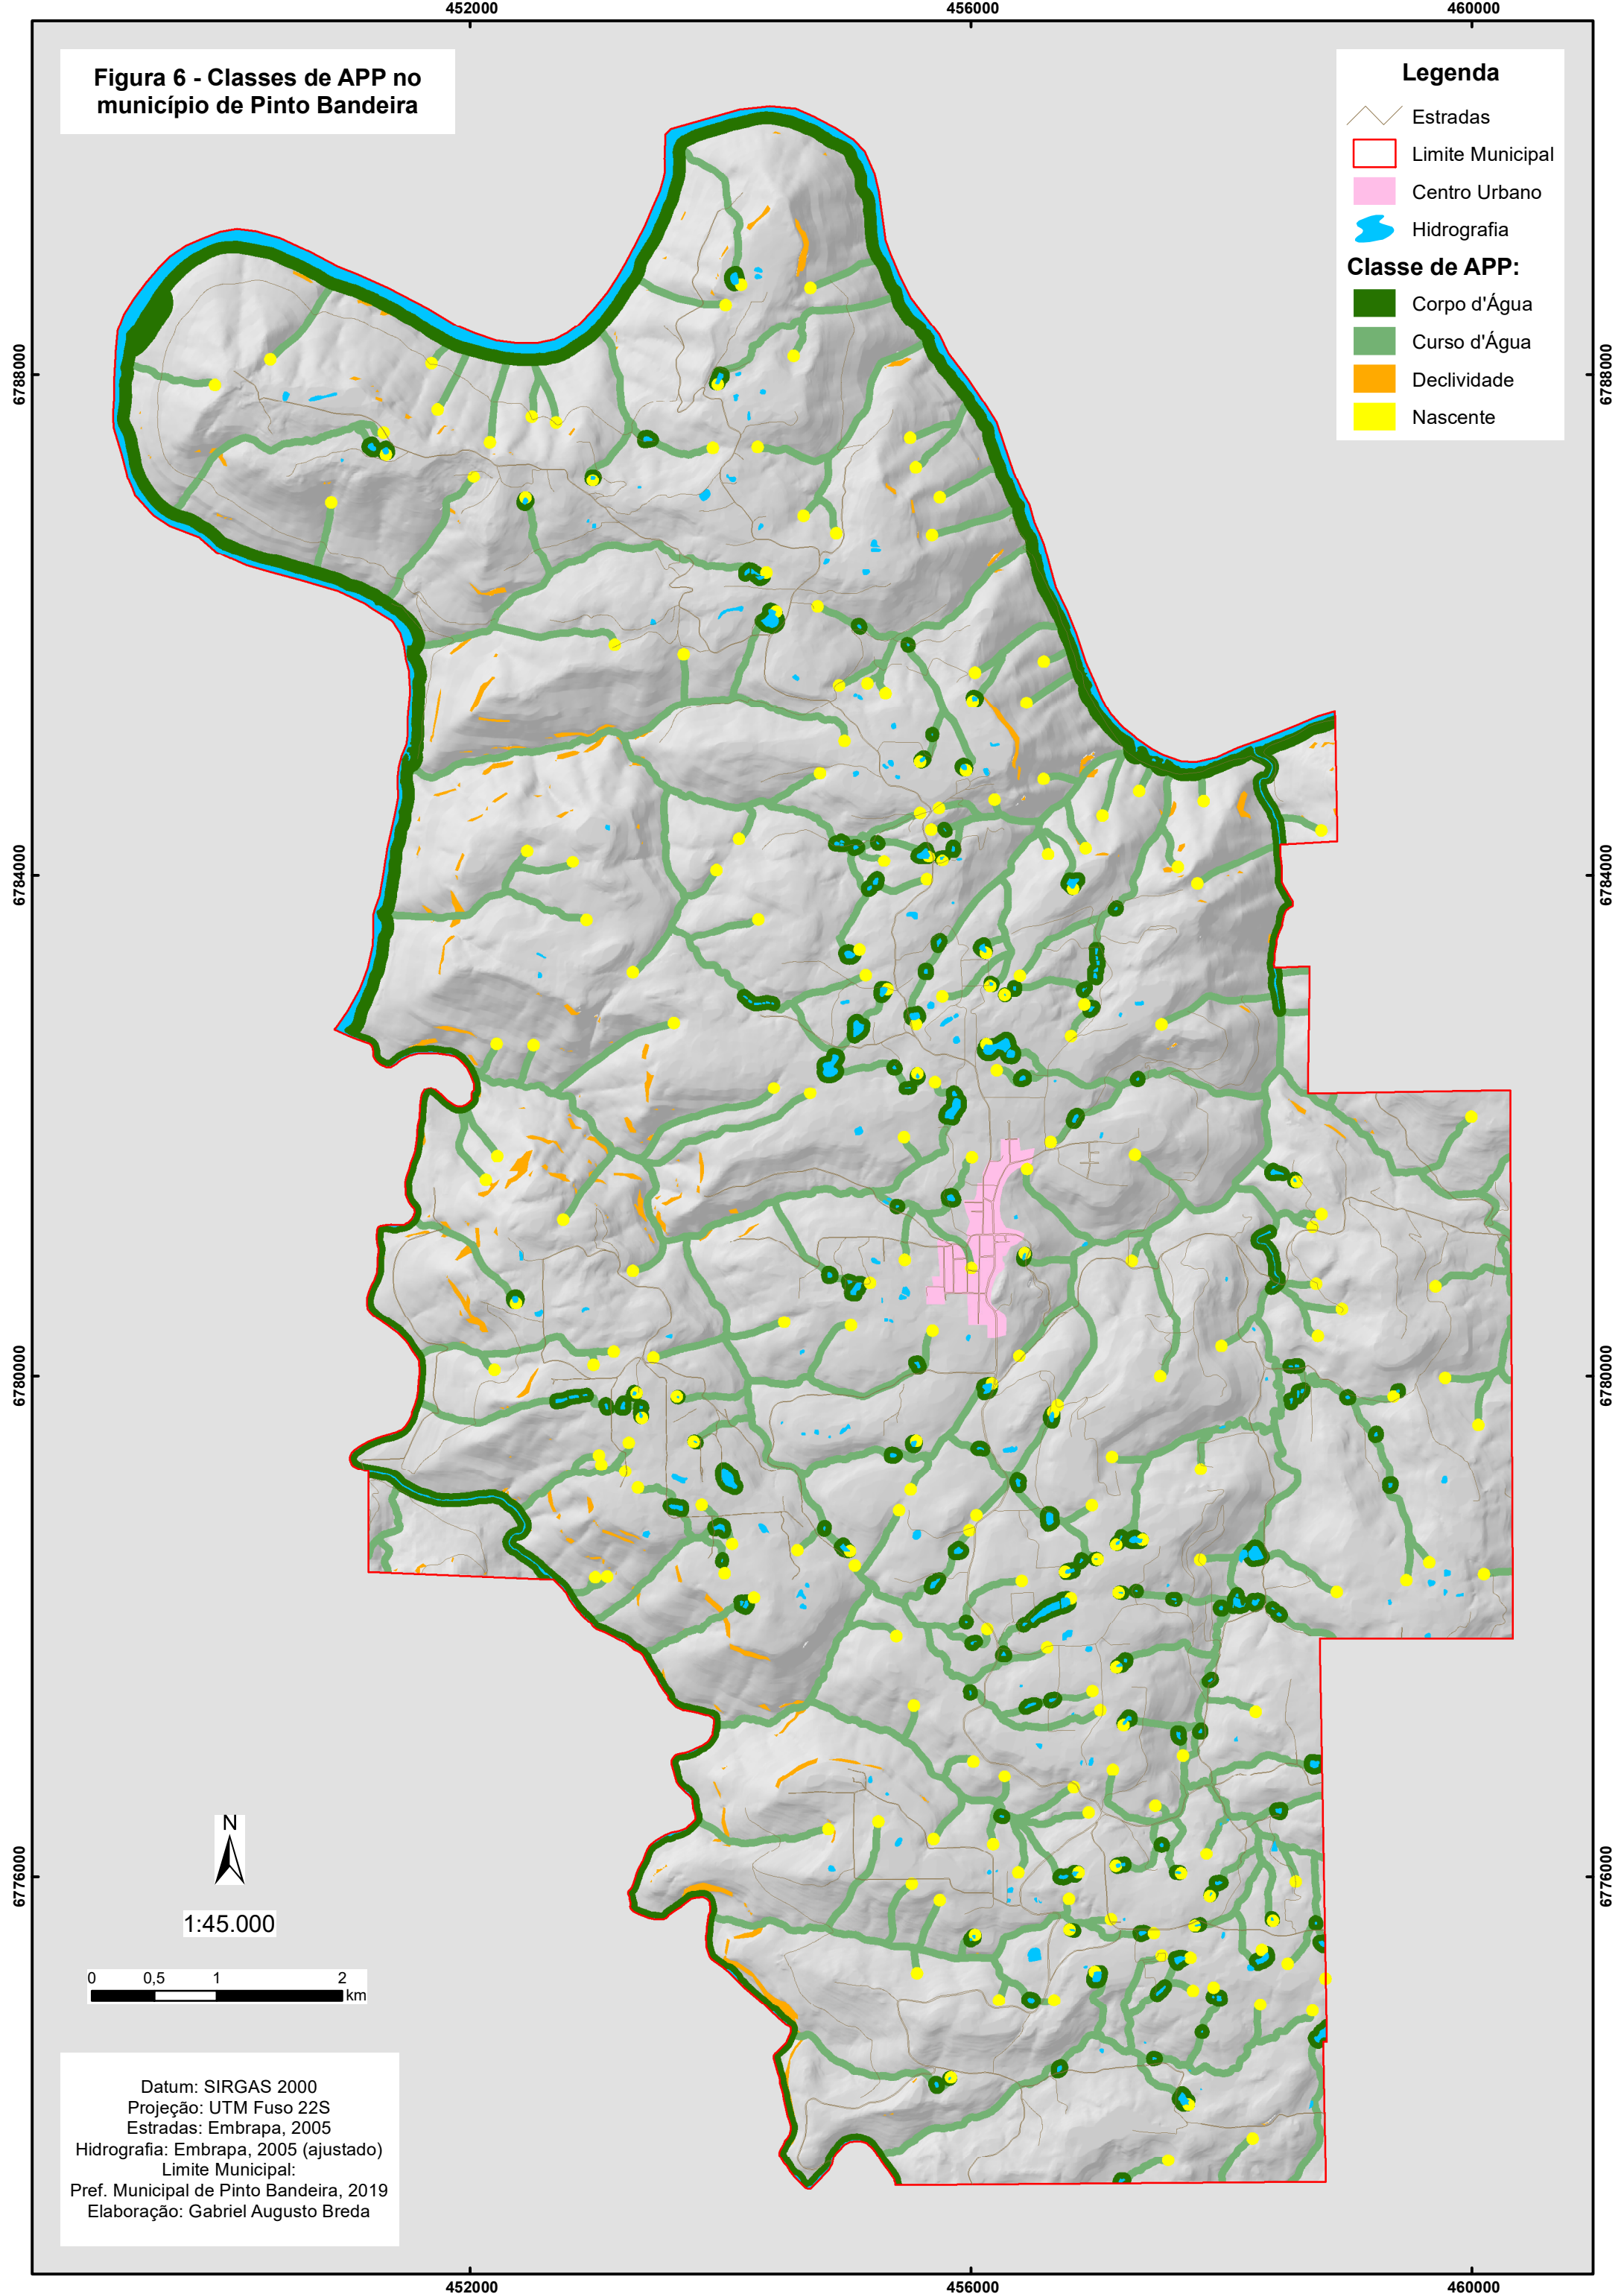 452000
456000
460000
Figura 6 - Classes de APP no
município de Pinto Bandeira
Legenda
Estradas
Limite Municipal
Centro Urbano
Hidrografia
Classe de APP:
Corpo d'Água
Curso d'Água
Declividade
Nascente
6788000
6788000
6784000
6784000
6780000
6780000
6776000
6776000
N
1:45.000
0 0,5 1 2
km
Datum: SIRGAS 2000
Projeção: UTM Fuso 22S
Estradas: Embrapa, 2005
Hidrografia: Embrapa, 2005 (ajustado)
Limite Municipal:
Pref. Municipal de Pinto Bandeira, 2019
Elaboração: Gabriel Augusto Breda
452000
456000
460000